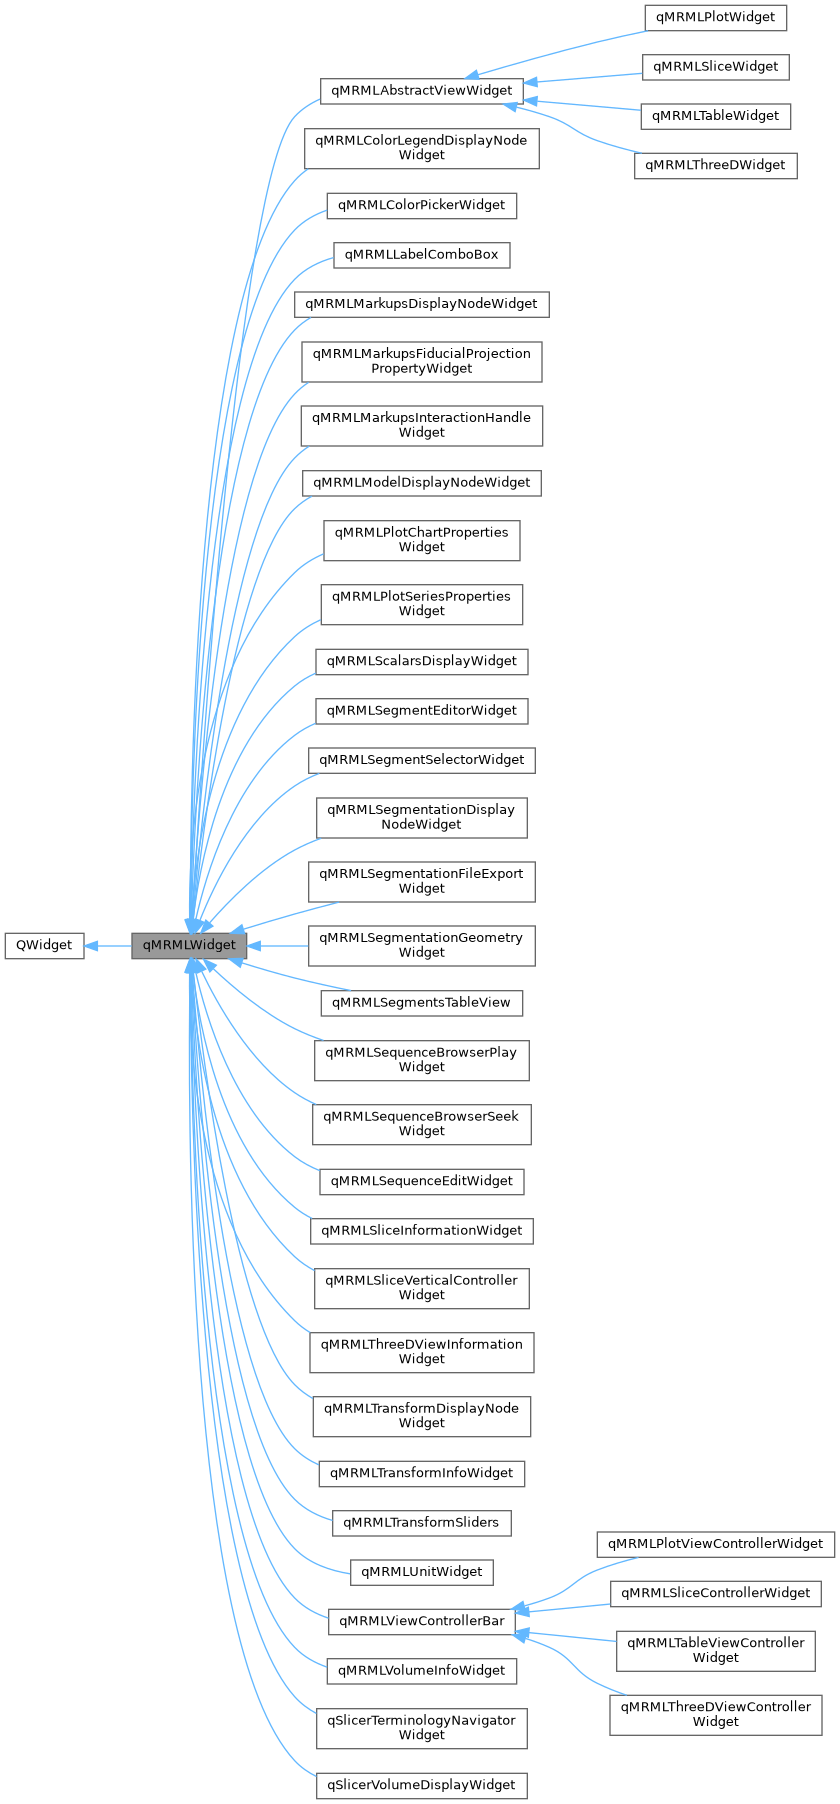 qMRMLPlotWidget
qMRMLSliceWidget
qMRMLAbstractViewWidget
qMRMLTableWidget
qMRMLThreeDWidget
qMRMLColorLegendDisplayNode
Widget
qMRMLColorPickerWidget
qMRMLLabelComboBox
qMRMLMarkupsDisplayNodeWidget
qMRMLMarkupsFiducialProjection
PropertyWidget
qMRMLMarkupsInteractionHandle
Widget
qMRMLModelDisplayNodeWidget
qMRMLPlotChartProperties
Widget
qMRMLPlotSeriesProperties
Widget
qMRMLScalarsDisplayWidget
qMRMLSegmentEditorWidget
qMRMLSegmentSelectorWidget
qMRMLSegmentationDisplay
NodeWidget
qMRMLSegmentationFileExport
Widget
QWidget
qMRMLWidget
qMRMLSegmentationGeometry
Widget
qMRMLSegmentsTableView
qMRMLSequenceBrowserPlay
Widget
qMRMLSequenceBrowserSeek
Widget
qMRMLSequenceEditWidget
qMRMLSliceInformationWidget
qMRMLSliceVerticalController
Widget
qMRMLThreeDViewInformation
Widget
qMRMLTransformDisplayNode
Widget
qMRMLTransformInfoWidget
qMRMLTransformSliders
qMRMLPlotViewControllerWidget
qMRMLUnitWidget
qMRMLSliceControllerWidget
qMRMLViewControllerBar
qMRMLTableViewController
Widget
qMRMLVolumeInfoWidget
qMRMLThreeDViewController
Widget
qSlicerTerminologyNavigator
Widget
qSlicerVolumeDisplayWidget